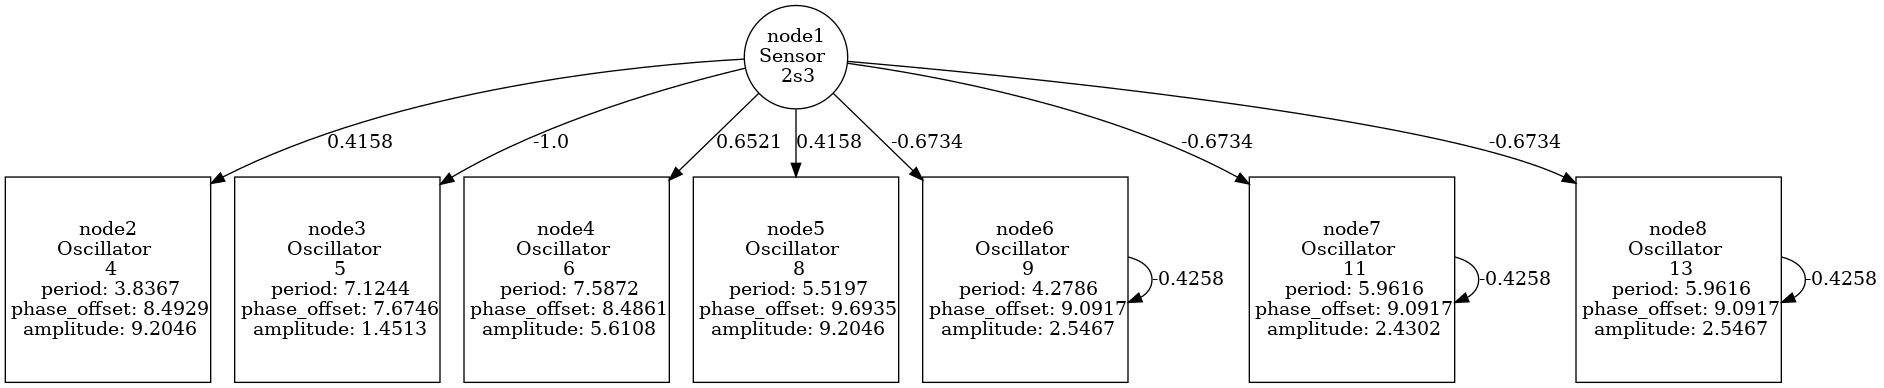 node1
Sensor
2s3
0.4158
-1.0
0.6521
0.4158
-0.6734
-0.6734
-0.6734
node2
Oscillator
4
period: 3.8367
phase_offset: 8.4929
amplitude: 9.2046
node3
Oscillator
5
period: 7.1244
phase_offset: 7.6746
amplitude: 1.4513
node4
Oscillator
6
period: 7.5872
phase_offset: 8.4861
amplitude: 5.6108
node5
Oscillator
8
period: 5.5197
phase_offset: 9.6935
amplitude: 9.2046
node6
Oscillator
9
period: 4.2786
phase_offset: 9.0917
amplitude: 2.5467
-0.4258
node7
Oscillator
11
period: 5.9616
phase_offset: 9.0917
amplitude: 2.4302
-0.4258
node8
Oscillator
13
period: 5.9616
phase_offset: 9.0917
amplitude: 2.5467
-0.4258